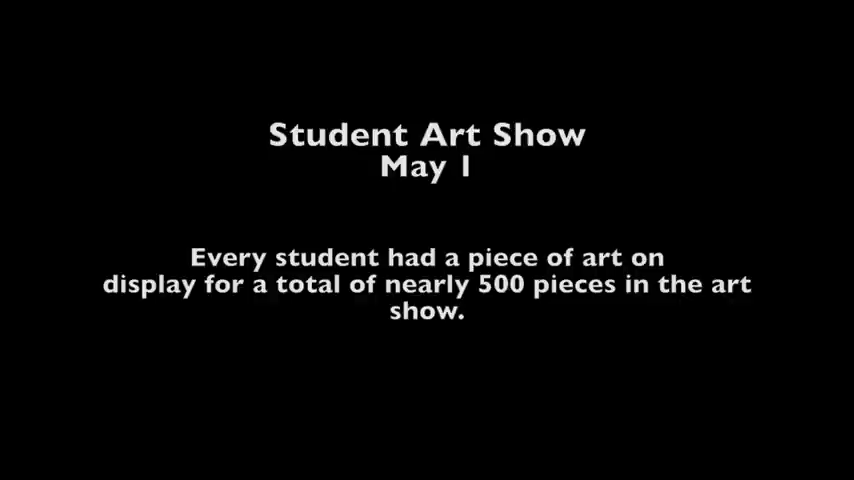 Student Art Show
May 1
Every student had a piece of art on
display for a total of nearly 500 pieces in the art
show.